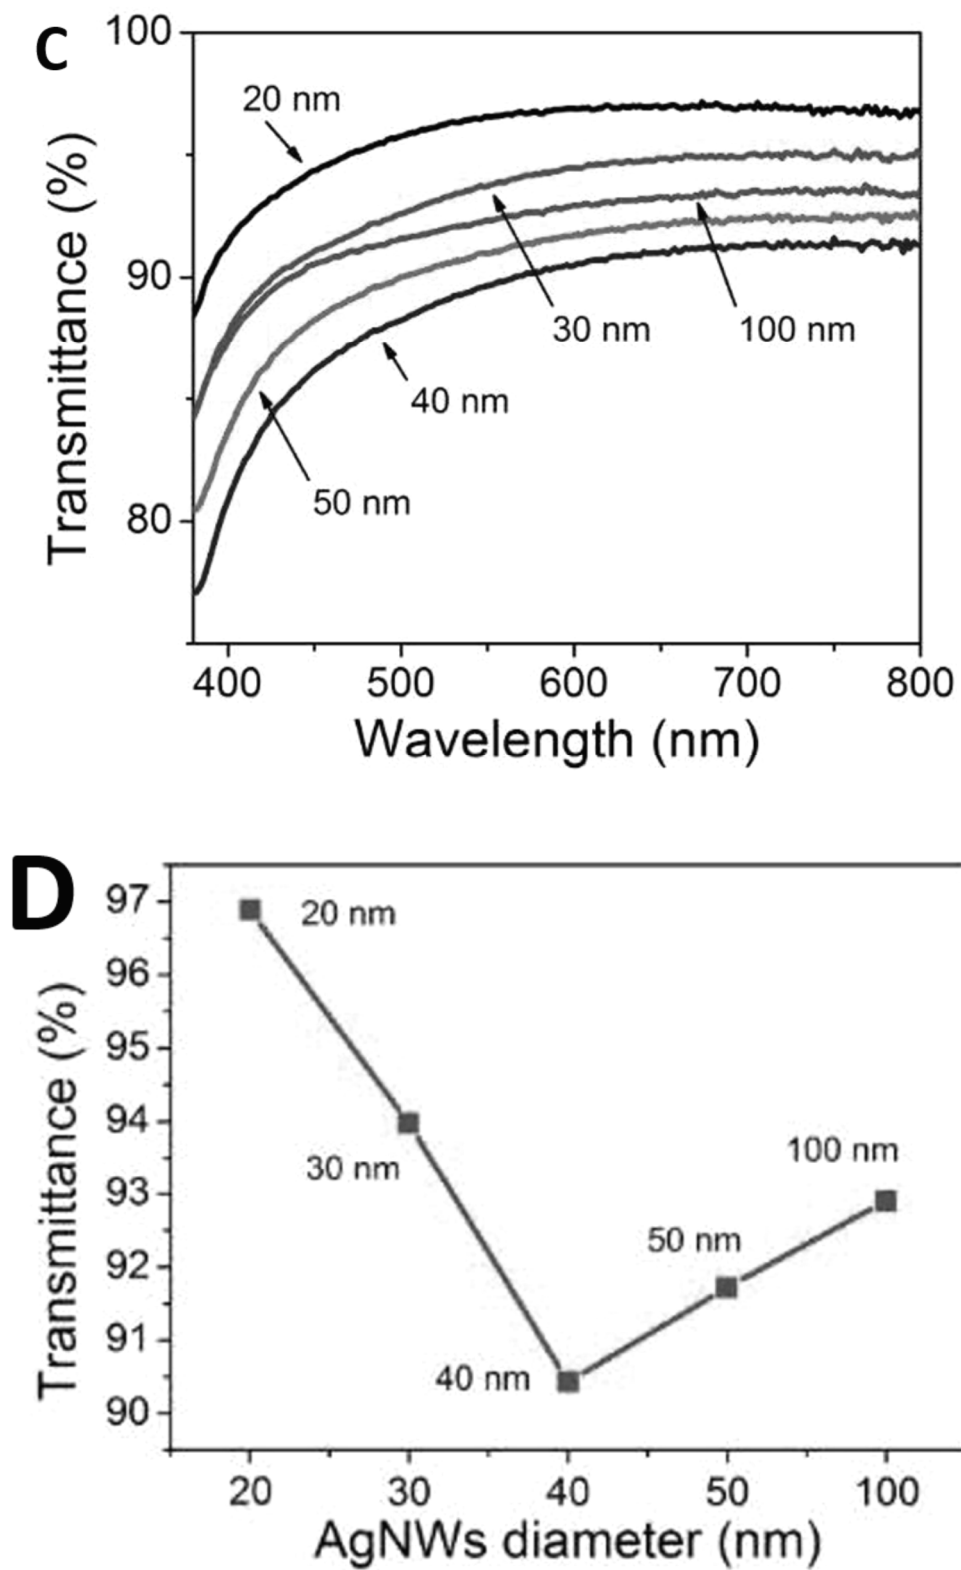 C
100
90
80
Transmittance (%)
20 nm
30 nm
100 nm
40 nm
50 nm
400 500 600 700 800
Wavelength (nm)
D
97
96
95
94
93
92
91
90
Transmittance (%)
20 nm
30 nm
100 nm
50 nm
40 nm
20 30 40 50 100
AgNWs diameter (nm)